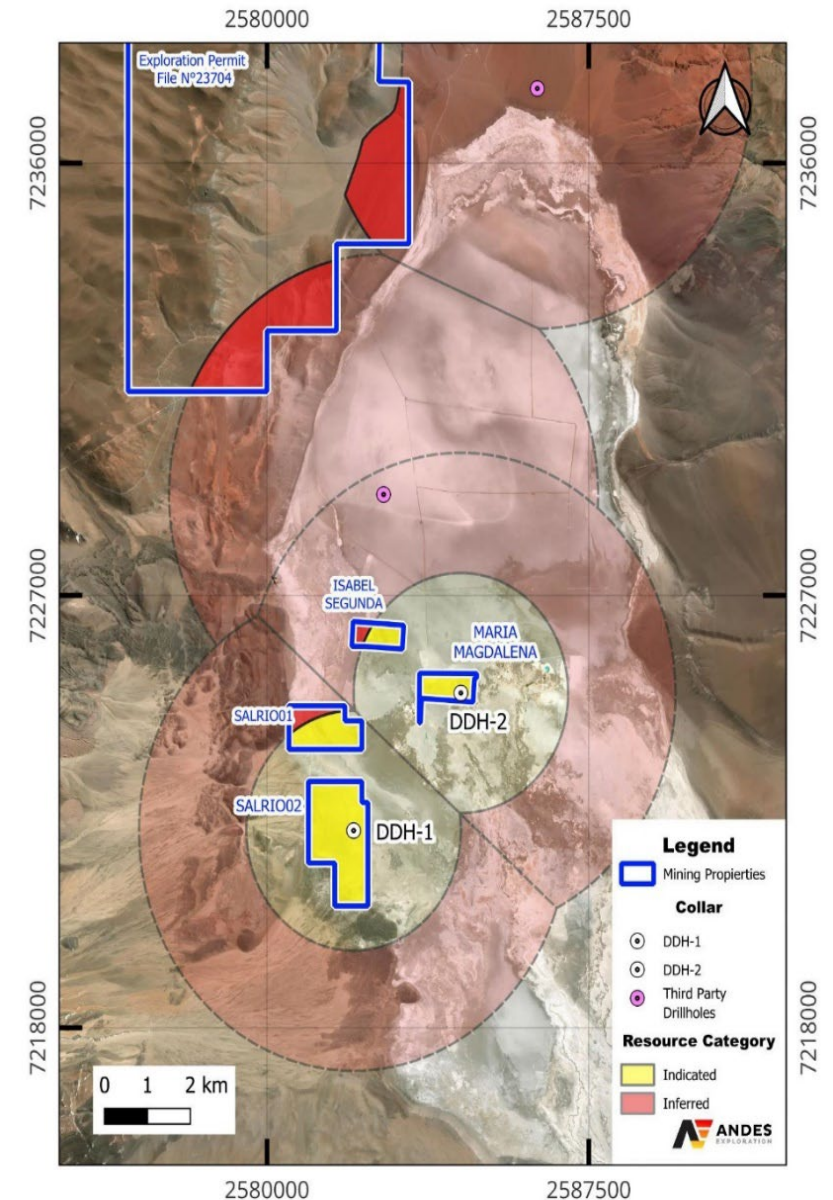 2580000
2587500
Exploration Permit
File N°23704
7236000
7236000
7227000
7227000
ISABEL
SEGUNDA
MARIA
MAGDALENA
DDH-2
SALRIO01
SALRIO02
DDH-1
7218000
7218000
Legend
Mining Propierties
Collar
DDH-1
DDH-2
Third Party
Drillholes
Resource Category
Indicated
Inferred
ANDES
EXPLORATION
0 1 2 km
2580000
2587500